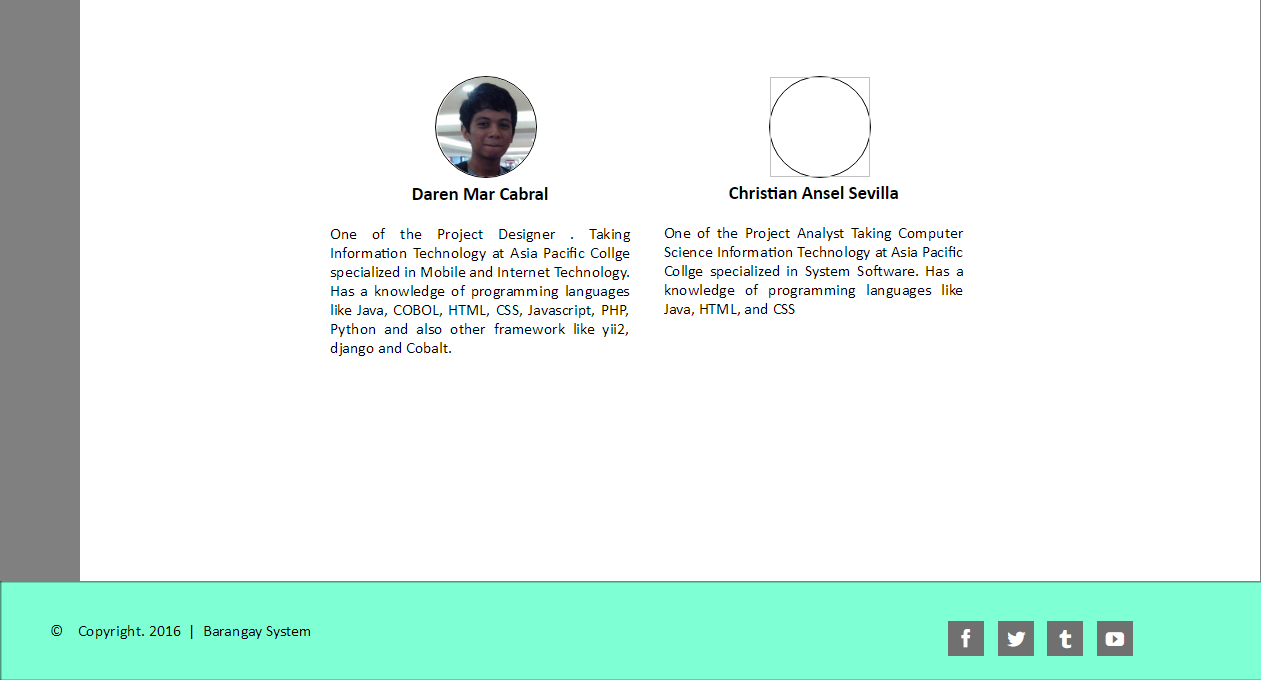 Daren Mar Cabral
One of the Project Designer . Taking
Information Technology at Asia Pacific Collge
specialized in Mobile and Internet Technology.
Has a knowledge of programming languages
like Java, COBOL, HTML, CSS, Javascript, PHP,
Python and also other framework like yii2,
django and Cobalt.
Christian Ansel Sevilla
One of the Project Analyst Taking Computer
Science Information Technology at Asia Pacific
Collge specialized in System Software. Has a
knowledge of programming languages like
Java, HTML, and CSS
© Copyright. 2016 | Barangay System